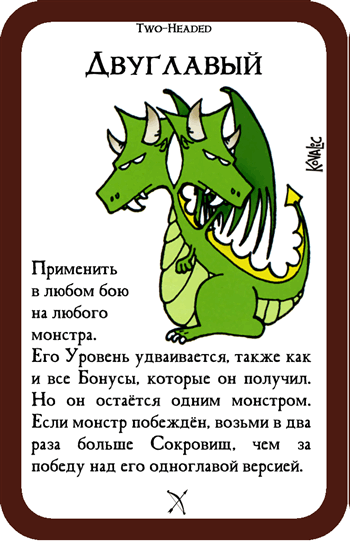 Two-Headed
Двуглавый
Kovalic
Применить
в любом бою
на любого
монстра.
Его Уровень удваивается, также как
и все Бонусы, которые он получил.
Но он остаётся одним монстром.
Если монстр побеждён, возьми в два
раза больше Сокровищ, чем за
победу над его одноглавой версией.